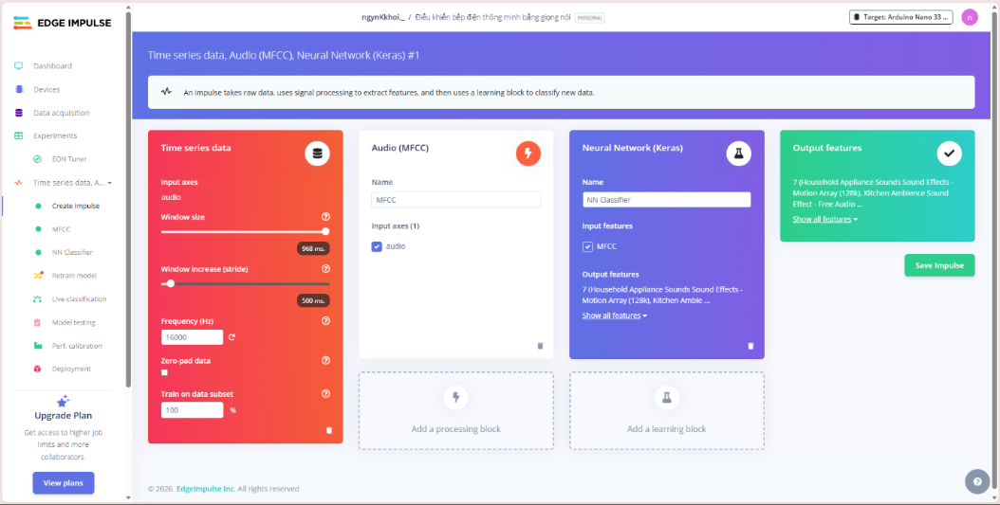 EDGE IMPULSE
ngynKkhoi._ / Điều khiển bếp điện thông minh bằng giọng nói PERSONAL
Target: Arduino Nano 33 ...
n
Dashboard
Devices
Data acquisition
Experiments
EON Tuner
Time series data, A...
Create impulse
MFCC
NN Classifier
Retrain model
Live classification
Model testing
Perf. calibration
Deployment
Upgrade Plan
Get access to higher job
limits and more
collaborators.
View plans
Time series data, Audio (MFCC), Neural Network (Keras) #1
An impulse takes raw data, uses signal processing to extract features, and then uses a learning block to classify new data.
Time series data
Input axes
audio
Window size
968 ms.
Window increase (stride)
500 ms.
Frequency (Hz)
16000
Zero-pad data
Train on data subset
100 %
Audio (MFCC)
Name
MFCC
Input axes (1)
audio
Add a processing block
Neural Network (Keras)
Name
NN Classifier
Input features
MFCC
Output features
7 (Household Appliance Sounds Sound Effects -
Motion Array (128k), Kitchen Ambie ...
Show all features
Add a learning block
Output features
7 (Household Appliance Sounds Sound Effects -
Motion Array (128k), Kitchen Ambience Sound
Effect - Free Audio ...
Show all features
Save Impulse
© 2026 EdgeImpulse Inc. All rights reserved